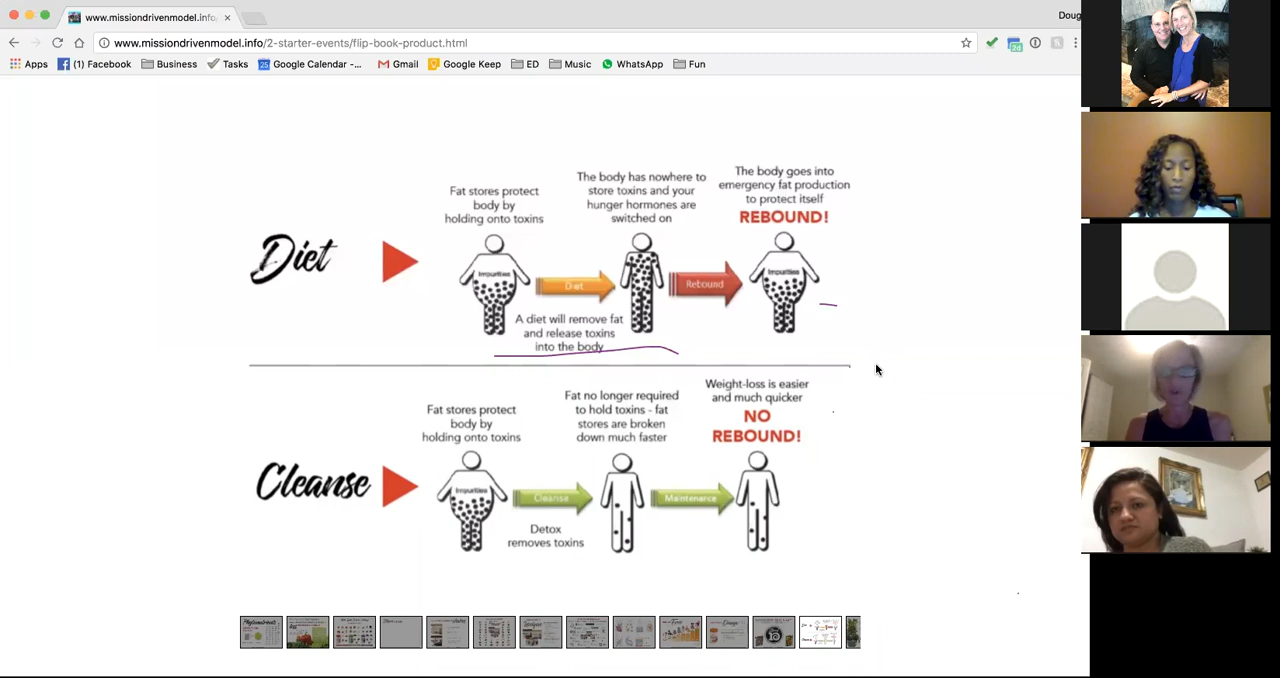 www.missiondrivenmodel.info
Doug
www.missiondrivenmodel.info/2-starter-events/flip-book-product.html
Apps (1) Facebook Business Tasks Google Calendar -... Gmail Google Keep ED Music WhatsApp Fun
Diet
Fat stores protect
body by
holding onto toxins
Impurities
Diet
A diet will remove fat
and release toxins
into the body
The body has nowhere to
store toxins and your
hunger hormones are
switched on
Rebound
The body goes into
emergency fat production
to protect itself
REBOUND!
Impurities
Cleanse
Fat stores protect
body by
holding onto toxins
Impurities
Cleanse
Detox
removes toxins
Fat no longer required
to hold toxins - fat
stores are broken
down much faster
Maintenance
Weight-loss is easier
and much quicker
NO
REBOUND!